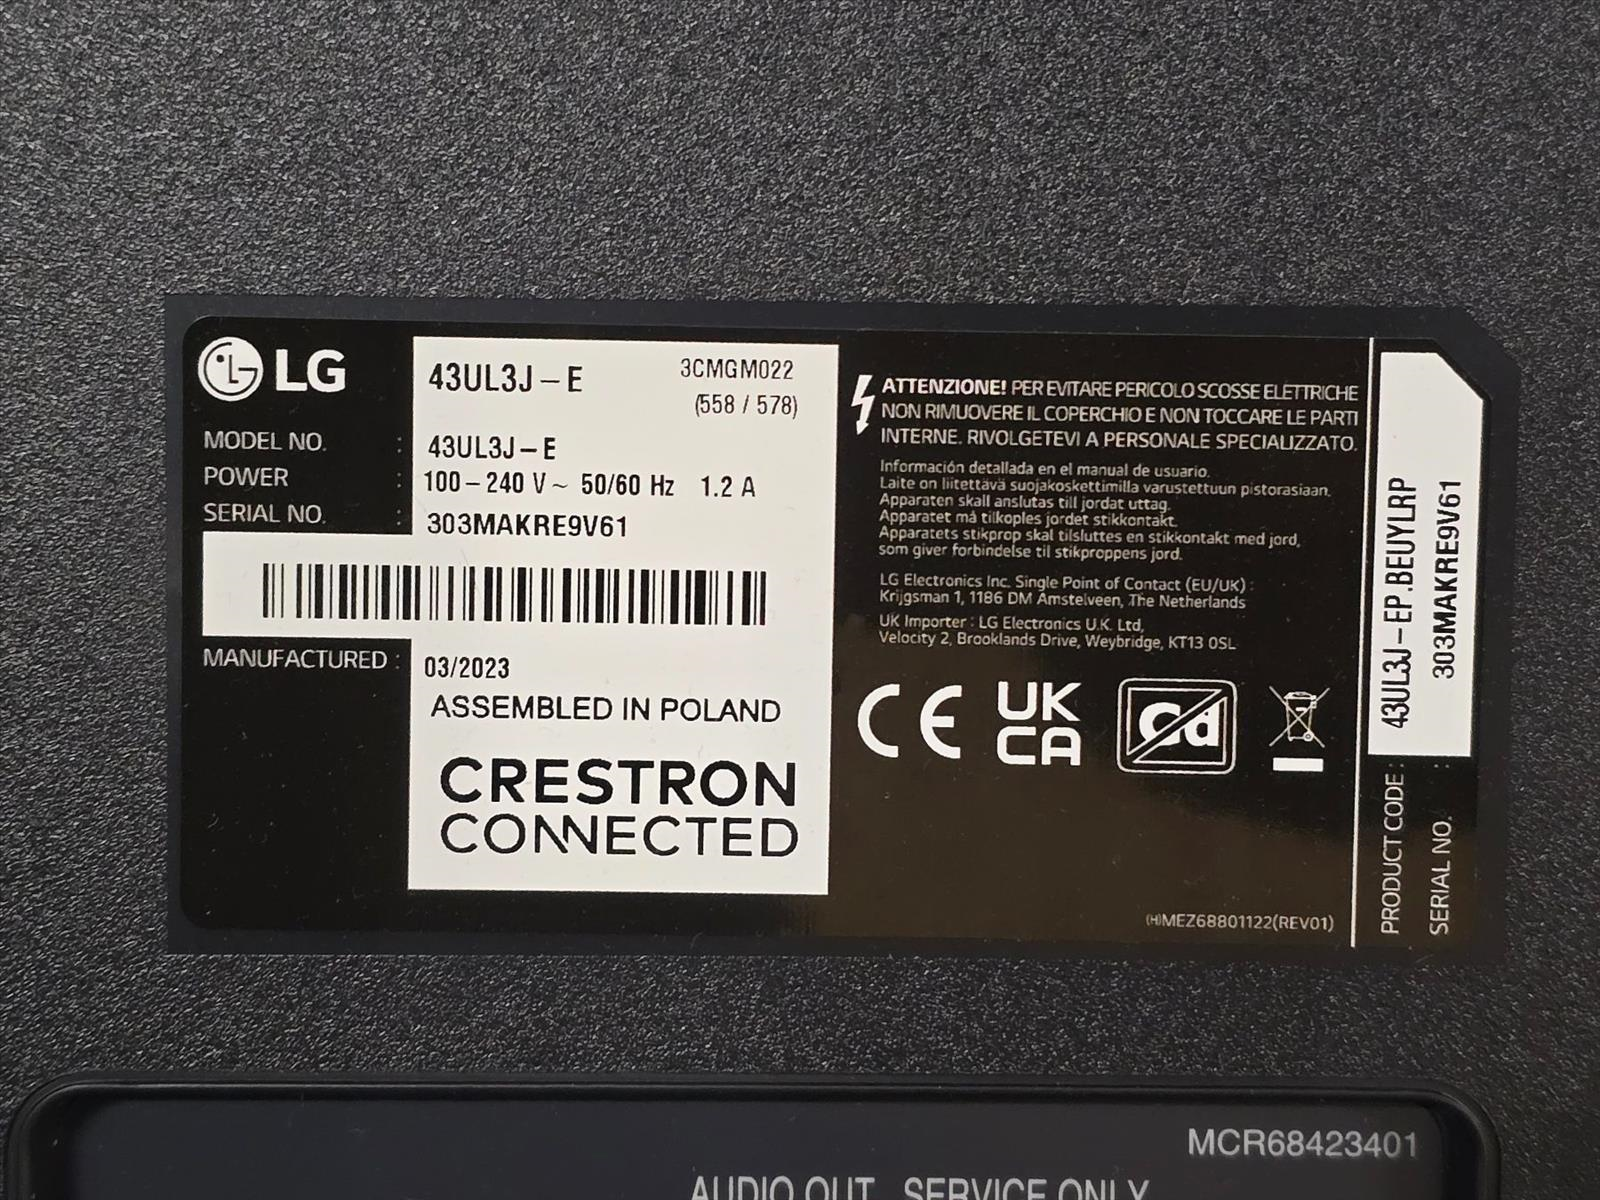 LG
43UL3J-E
3CMGM022
(558 / 578)
MODEL NO. : 43UL3J-E
POWER : 100-240 V~ 50/60 Hz 1.2 A
SERIAL NO. : 303MAKRE9V61
MANUFACTURED : 03/2023
ASSEMBLED IN POLAND
CRESTRON
CONNECTED
ATTENZIONE! PER EVITARE PERICOLO SCOSSE ELETTRICHE
NON RIMUOVERE IL COPERCHIO E NON TOCCARE LE PARTI
INTERNE. RIVOLGETEVI A PERSONALE SPECIALIZZATO.
Información detallada en el manual de usuario.
Laite on liitettävä suojakoskettimilla varustettuun pistorasiaan.
Apparaten skall anslutas till jordat uttag.
Apparatet må tilkoples jordet stikkontakt.
Apparatets stikprop skal tilsluttes en stikkontakt med jord,
som giver forbindelse til stikproppens jord.
LG Electronics Inc. Single Point of Contact (EU/UK) :
Krijgsman 1, 1186 DM Amstelveen, The Netherlands
UK Importer : LG Electronics U.K. Ltd,
Velocity 2, Brooklands Drive, Weybridge, KT13 0SL
CE
UK
CA
Cd
(H)MEZ68801122(REV01)
PRODUCT CODE : 43UL3J-EP.BEUYLRP
SERIAL NO. : 303MAKRE9V61
MCR68423401
AUDIO OUT SERVICE ONLY